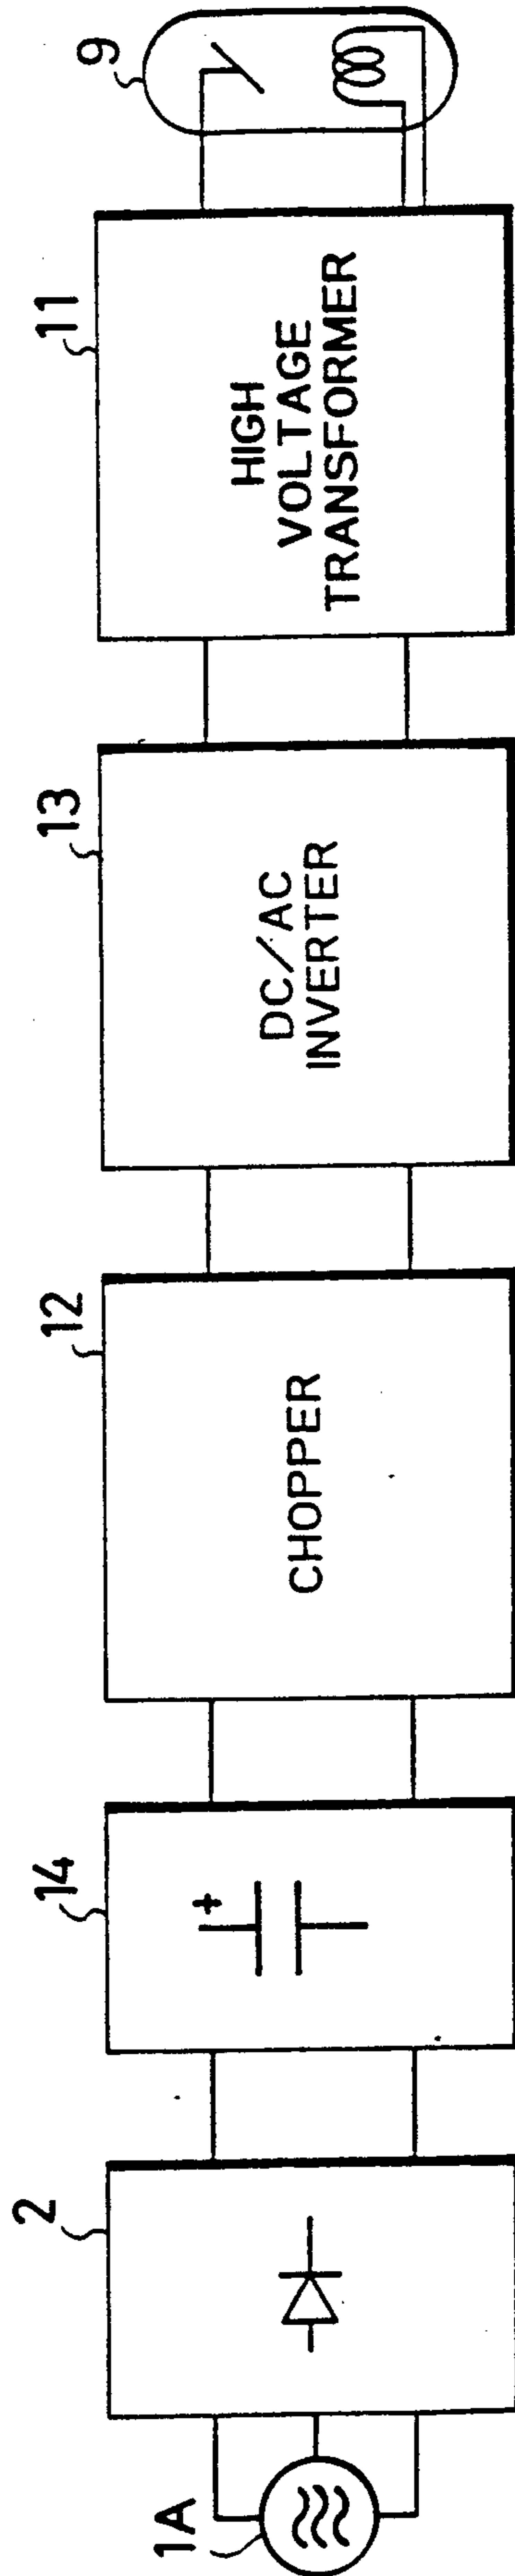 1A
2
14
+
12
CHOPPER
13
DC/AC
INVERTER
11
HIGH
VOLTAGE
TRANSFORMER
9